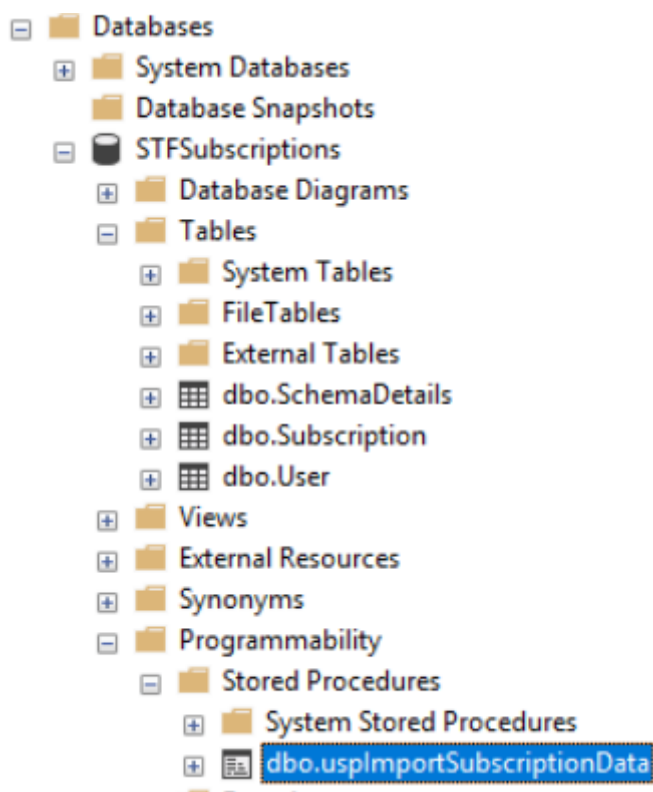 Databases
System Databases
Database Snapshots
STFSubscriptions
Database Diagrams
Tables
System Tables
FileTables
External Tables
dbo.SchemaDetails
dbo.Subscription
dbo.User
Views
External Resources
Synonyms
Programmability
Stored Procedures
System Stored Procedures
dbo.uspImportSubscriptionData